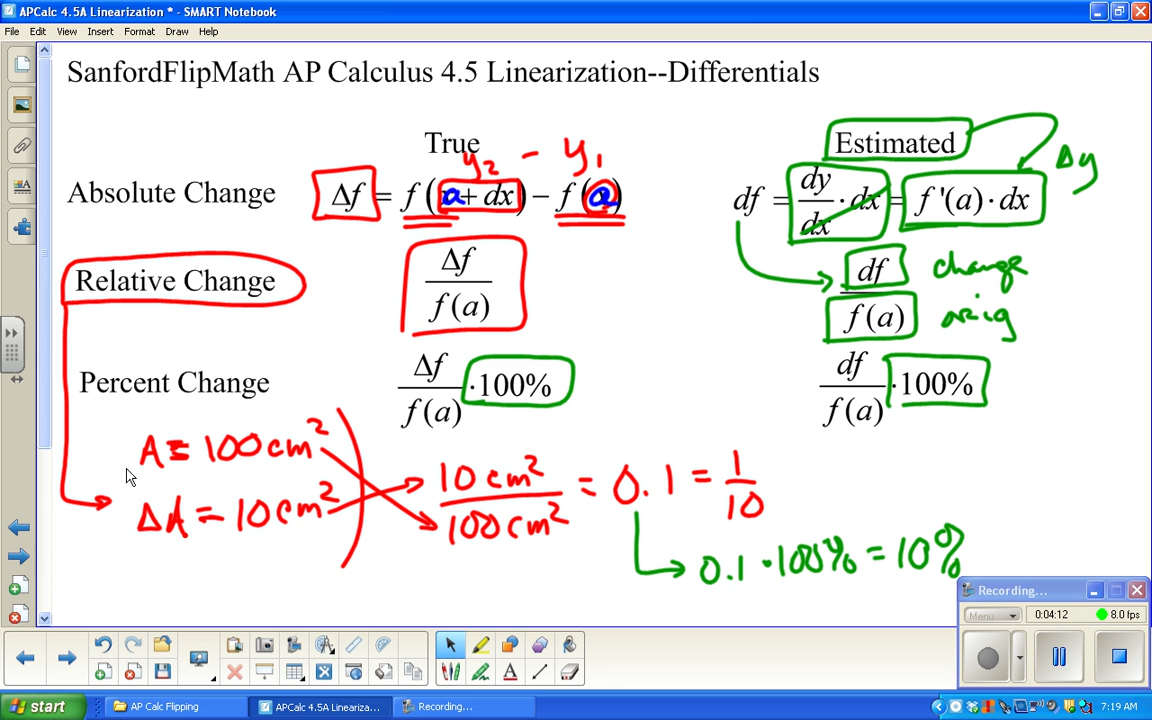 APCalc 4.5A Linearization * - SMART Notebook
File Edit View Insert Format Draw Help
SanfordFlipMath AP Calculus 4.5 Linearization--Differentials
True
Estimated
y₂ - y₁
Δy
Absolute Change
Δf = f(a + dx) − f(a)
df = dy/dx · dx = f '(a) · dx
Relative Change
Δf / f(a)
df / f(a)
change
orig
Percent Change
Δf / f(a) · 100%
df / f(a) · 100%
A = 100 cm²
ΔA = 10 cm²
10 cm² / 100 cm² = 0.1 = 1/10
0.1 · 100% = 10%
Recording...
Menu
0:04:12
8.0 fps
start
AP Calc Flipping
APCalc 4.5A Lineariza...
Recording...
7:19 AM